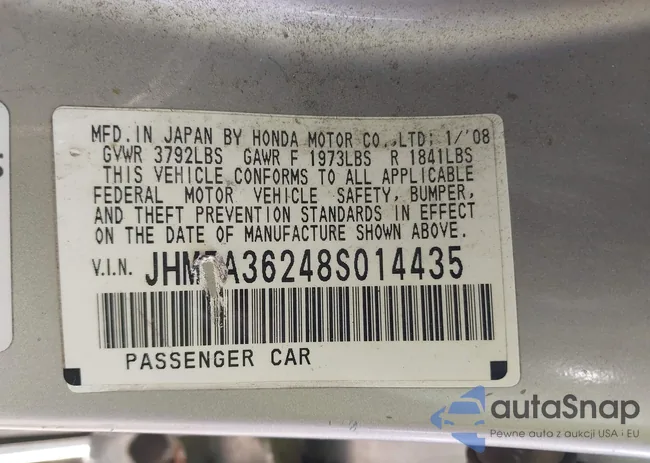 MFD. IN JAPAN BY HONDA MOTOR CO.,LTD; 1/'08
GVWR 3792LBS GAWR F 1973LBS R 1841LBS
THIS VEHICLE CONFORMS TO ALL APPLICABLE
FEDERAL MOTOR VEHICLE SAFETY, BUMPER,
AND THEFT PREVENTION STANDARDS IN EFFECT
ON THE DATE OF MANUFACTURE SHOWN ABOVE.
V.I.N.
PASSENGER CAR
autaSnap
Pewne auta z aukcji USA i EU